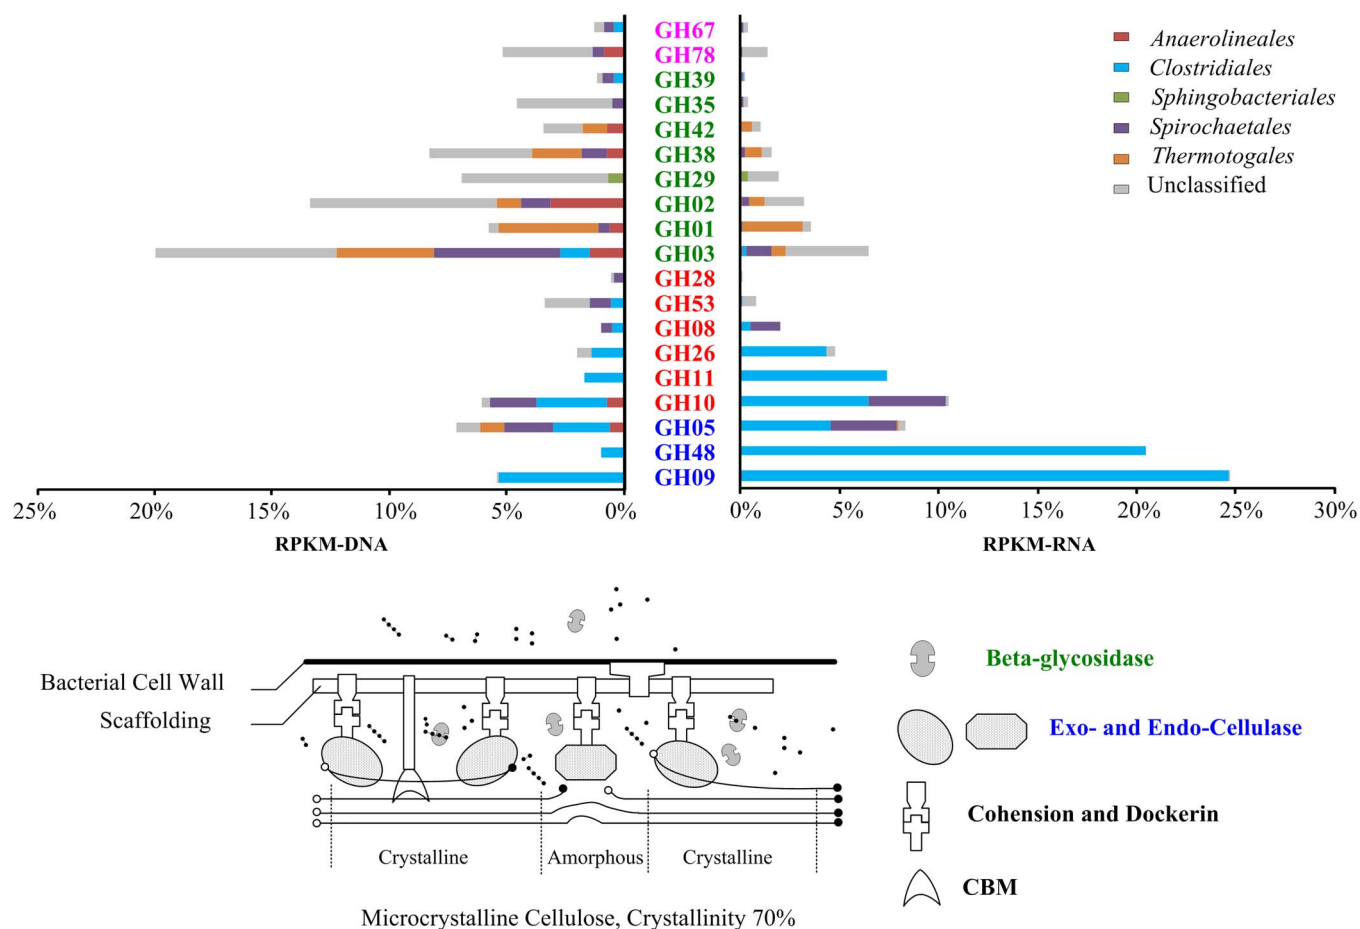 GH67
GH78
GH39
GH35
GH42
GH38
GH29
GH02
GH01
GH03
GH28
GH53
GH08
GH26
GH11
GH10
GH05
GH48
GH09
Anaerolineales
Clostridiales
Sphingobacteriales
Spirochaetales
Thermotogales
Unclassified
25% 20% 15% 10% 5% 0% 0% 5% 10% 15% 20% 25% 30%
RPKM-DNA RPKM-RNA
Bacterial Cell Wall
Scaffolding
Crystalline Amorphous Crystalline
Microcrystalline Cellulose, Crystallinity 70%
Beta-glycosidase
Exo- and Endo-Cellulase
Cohension and Dockerin
CBM